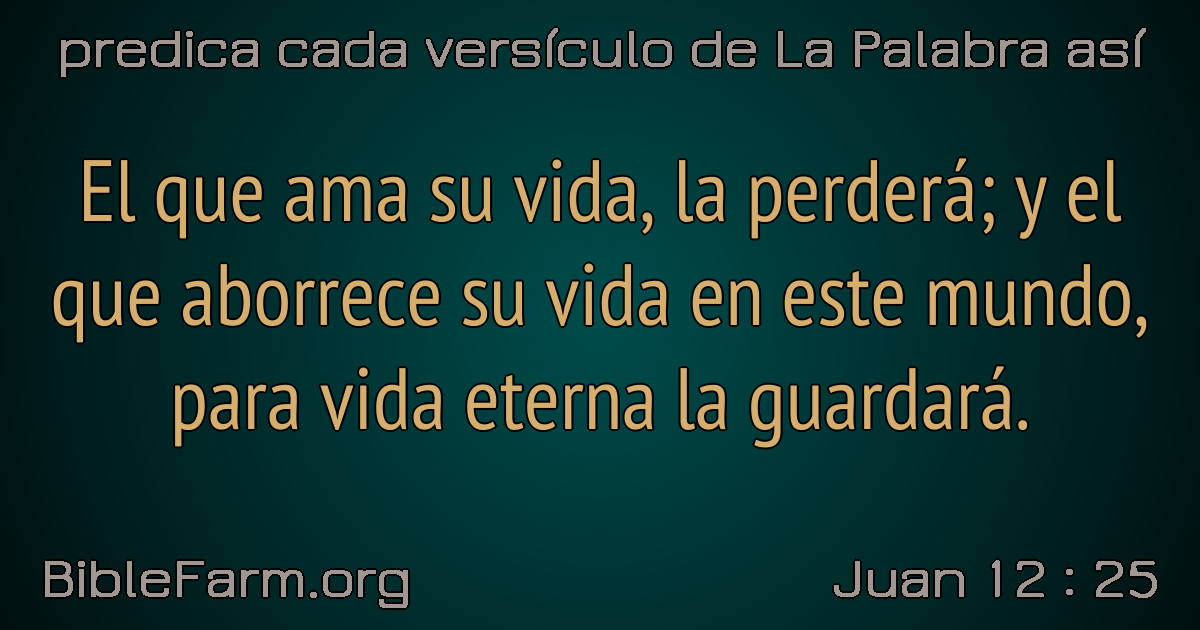 predica cada versículo de La Palabra así
El que ama su vida, la perderá; y el
que aborrece su vida en este mundo,
para vida eterna la guardará.
BibleFarm.org
Juan 12 : 25